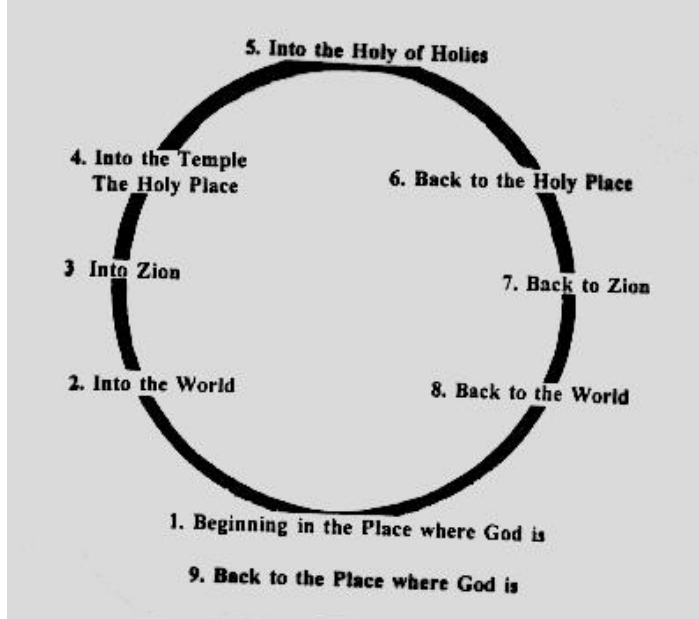 5. Into the Holy of Holies
4. Into the Temple
The Holy Place
6. Back to the Holy Place
3 Into Zion
7. Back to Zion
2. Into the World
8. Back to the World
1. Beginning in the Place where God is
9. Back to the Place where God is